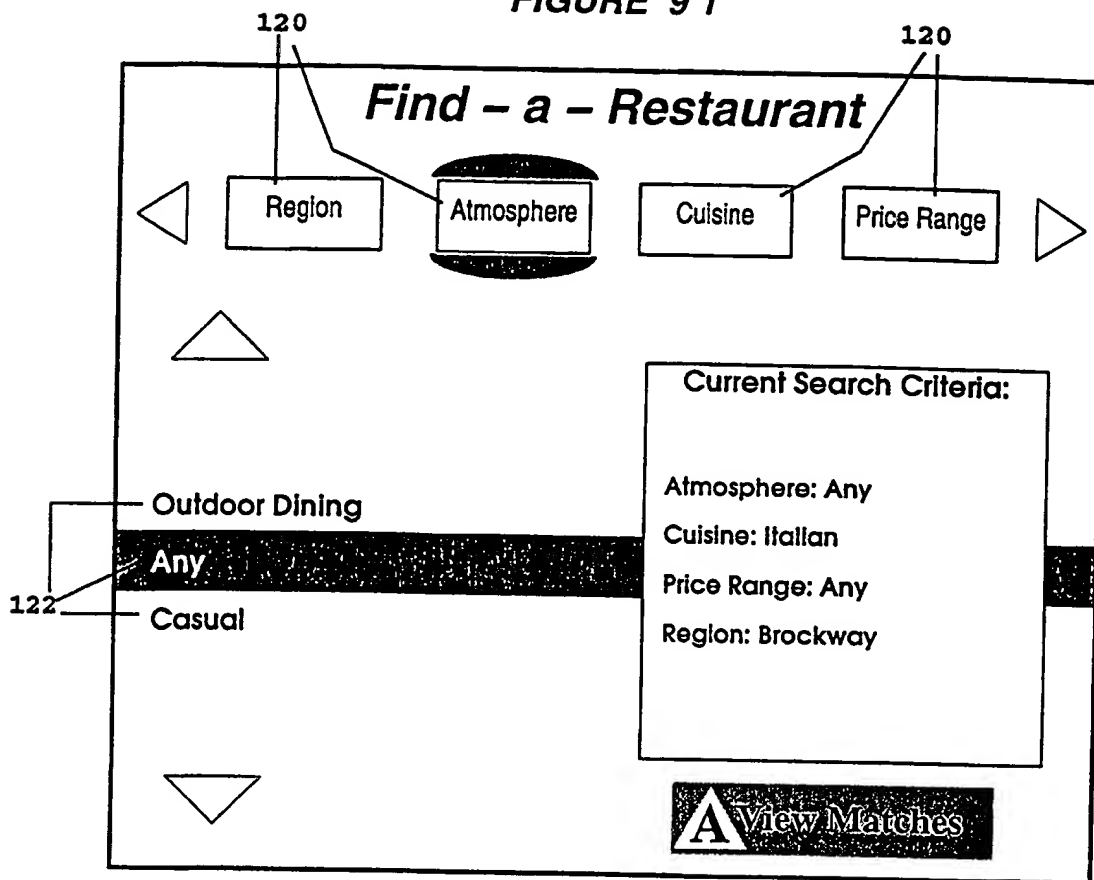 FIGURE 9 I
120
120
Find – a – Restaurant
Region
Atmosphere
Cuisine
Price Range
Current Search Criteria:
Atmosphere: Any
Cuisine: Italian
Price Range: Any
Region: Brockway
Outdoor Dining
Any
Casual
122
A View Matches